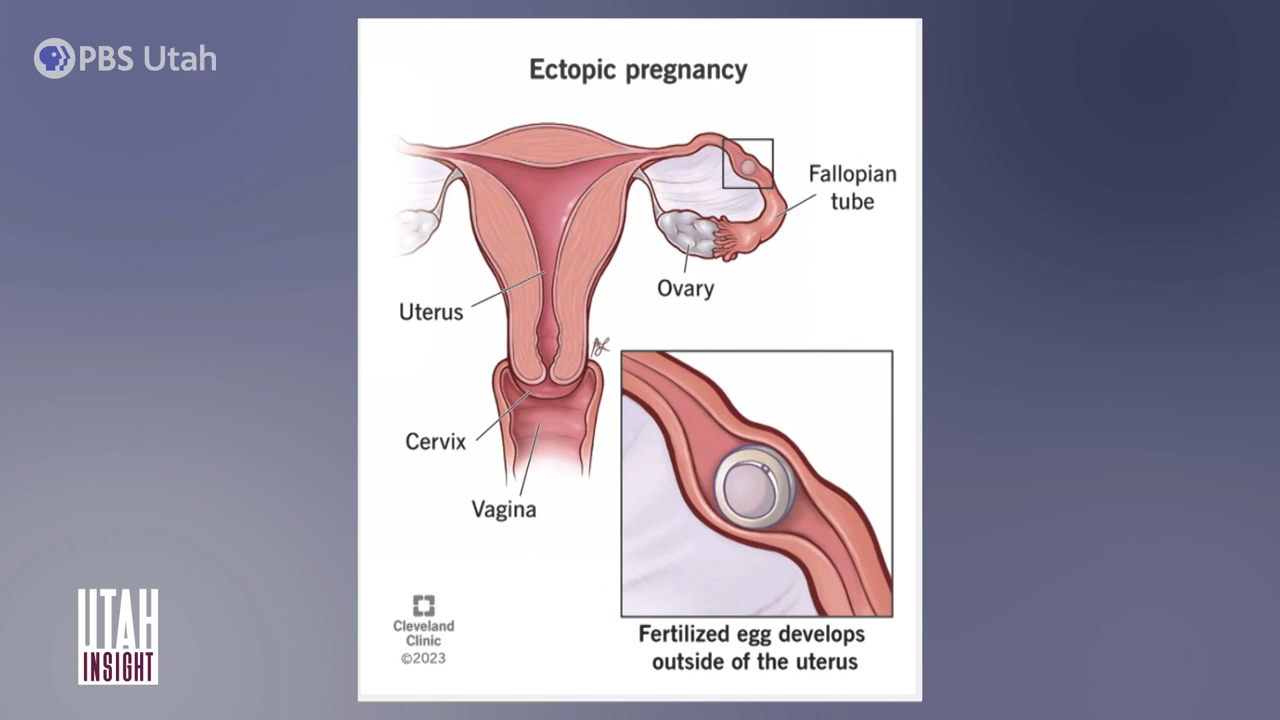 PBS Utah
Ectopic pregnancy
Fallopian
tube
Ovary
Uterus
Cervix
Vagina
Fertilized egg develops
outside of the uterus
Cleveland
Clinic
©2023
UTAH
INSIGHT